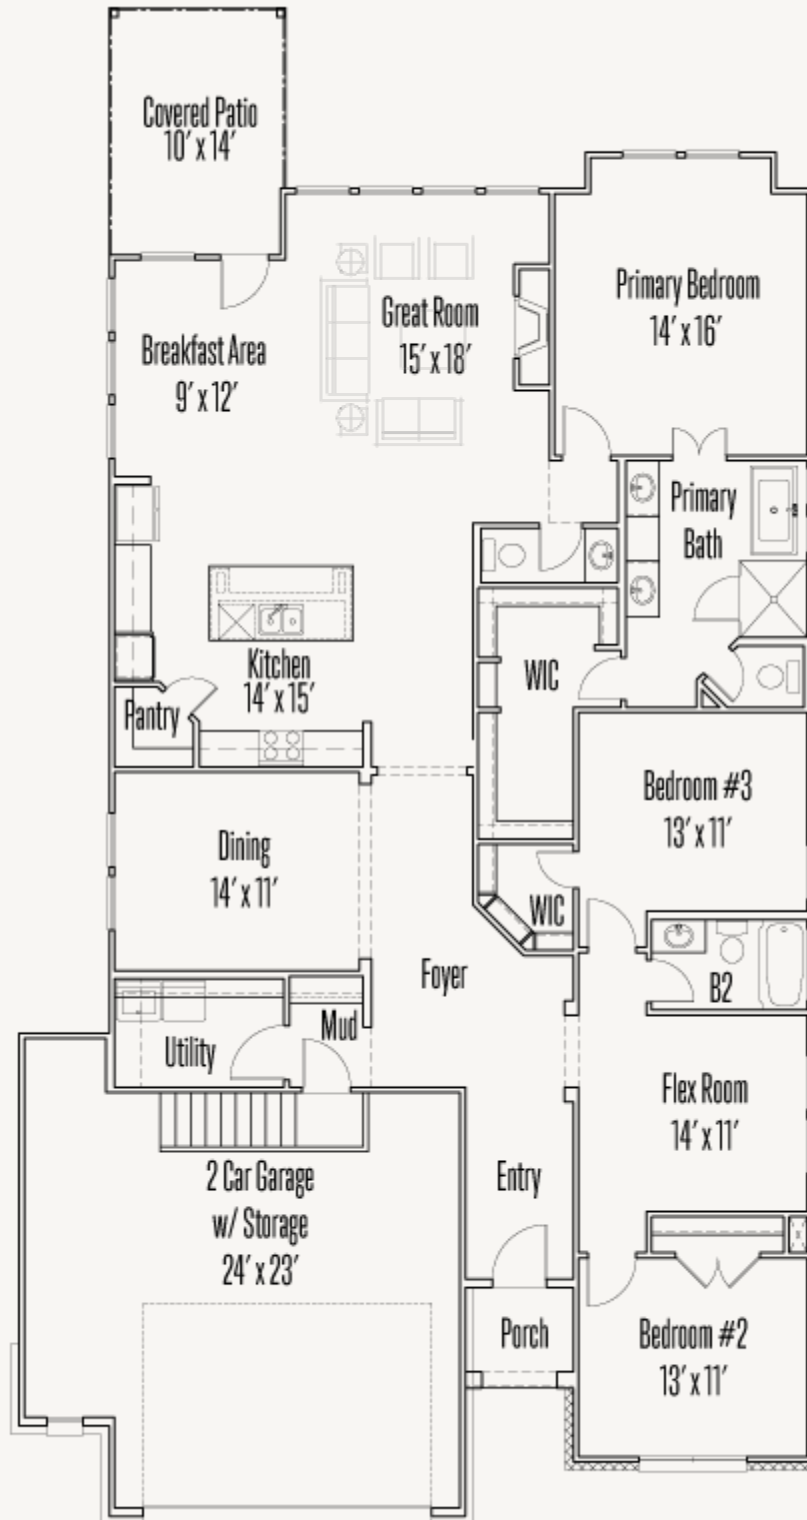 Covered Patio
10' x 14'
Primary Bedroom
14' x 16'
Great Room
15' x 18'
Breakfast Area
9' x 12'
Primary
Bath
Kitchen
14' x 15'
WIC
Pantry
Bedroom #3
13' x 11'
Dining
14' x 11'
WIC
Foyer
B2
Mud
Utility
Flex Room
14' x 11'
2 Car Garage
w/ Storage
24' x 23'
Entry
Porch
Bedroom #2
13' x 11'